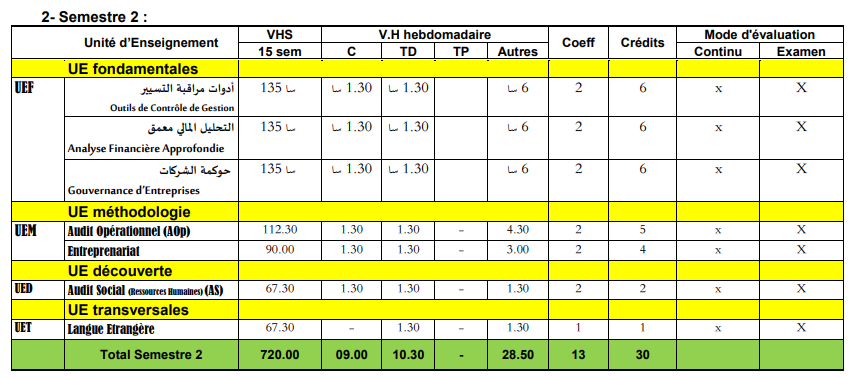 2- Semestre 2 :
Unité d'Enseignement VHS V.H hebdomadaire Coeff Crédits Mode d'évaluation
15 sem C TD TP Autres Continu Examen
UE fondamentales
UEF أدوات مراقبة التسيير 135 سا 1.30 سا 1.30 سا 6 سا 2 6 x X
Outils de Contrôle de Gestion
التحليل المالي معمق 135 سا 1.30 سا 1.30 سا 6 سا 2 6 x X
Analyse Financière Approfondie
حوكمة الشركات 135 سا 1.30 سا 1.30 سا 6 سا 2 6 x X
Gouvernance d'Entreprises
UE méthodologie
UEM Audit Opérationnel (AOp) 112.30 1.30 1.30 - 4.30 2 5 x X
Entreprenariat 90.00 1.30 1.30 - 3.00 2 4 x X
UE découverte
UED Audit Social (Ressources Humaines) (AS) 67.30 1.30 1.30 - 1.30 2 2 x X
UE transversales
UET Langue Etrangère 67.30 - 1.30 - 1.30 1 1 x X
Total Semestre 2 720.00 09.00 10.30 - 28.50 13 30